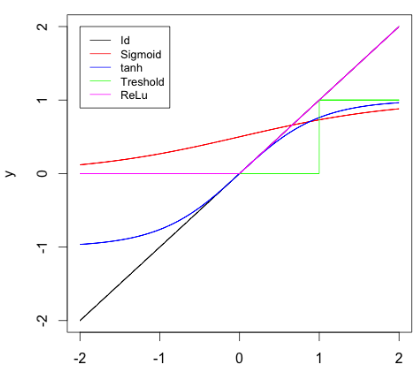 2
Id
Sigmoid
tanh
Treshold
ReLu
1
y
0
-1
-2
-2 -1 0 1 2